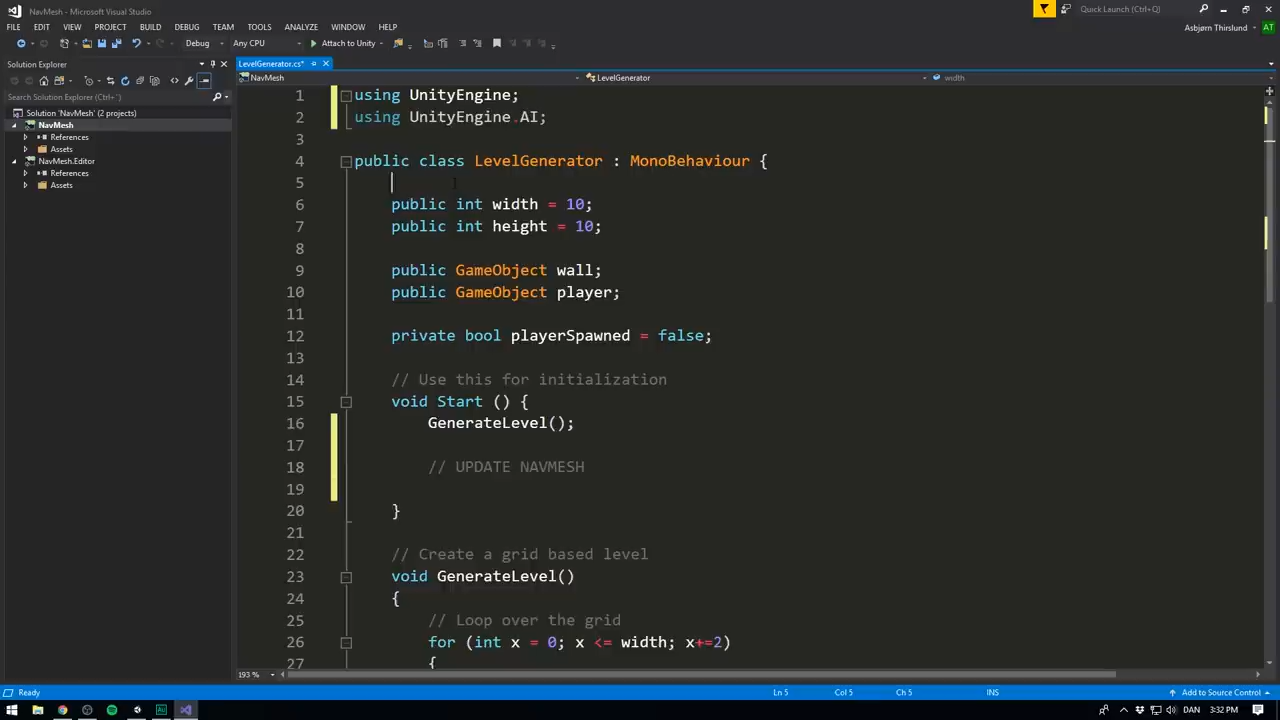 NavMesh - Microsoft Visual Studio
Quick Launch (Ctrl+Q)
FILE EDIT VIEW PROJECT BUILD DEBUG TEAM TOOLS ANALYZE WINDOW HELP
Asbjørn Thirslund AT
Debug Any CPU Attach to Unity
Solution Explorer
LevelGenerator.cs*
NavMesh LevelGenerator width
Search Solution Explorer (Ctrl+')
Solution 'NavMesh' (2 projects)
NavMesh
References
Assets
NavMesh.Editor
References
Assets
1 using UnityEngine;
2 using UnityEngine.AI;
3
4 public class LevelGenerator : MonoBehaviour {
5
6 public int width = 10;
7 public int height = 10;
8
9 public GameObject wall;
10 public GameObject player;
11
12 private bool playerSpawned = false;
13
14 // Use this for initialization
15 void Start () {
16 GenerateLevel();
17
18 // UPDATE NAVMESH
19
20 }
21
22 // Create a grid based level
23 void GenerateLevel()
24 {
25 // Loop over the grid
26 for (int x = 0; x <= width; x+=2)
27 {
193 %
Ready Ln 5 Col 5 Ch 5 INS Add to Source Control
DAN 3:32 PM